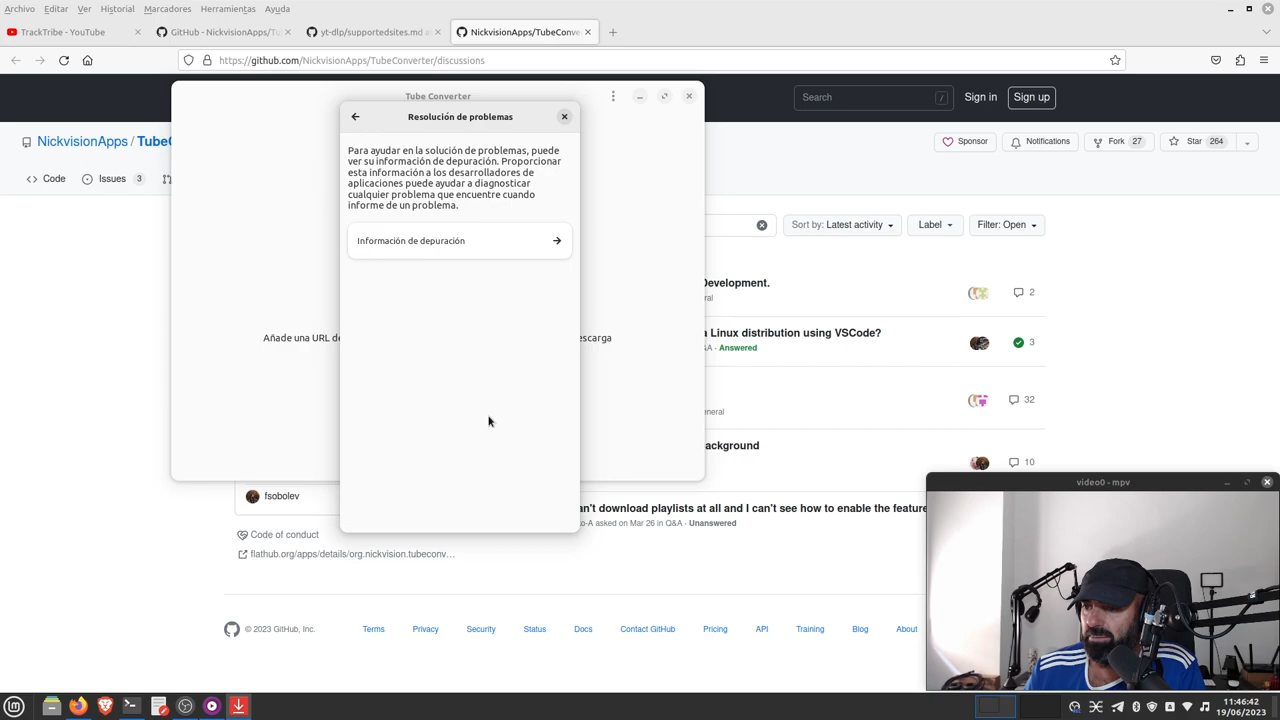 Archivo Editar Ver Historial Marcadores Herramientas Ayuda
TrackTribe - YouTube
GitHub - NickvisionApps/Tu
yt-dlp/supportedsites.md a
NickvisionApps/TubeConve
https://github.com/NickvisionApps/TubeConverter/discussions
Tube Converter
Search /
Sign in
Sign up
Resolución de problemas
NickvisionApps / TubeC
Sponsor
Notifications
Fork 27
Star 264
Code
Issues 3
Para ayudar en la solución de problemas, puede
ver su información de depuración. Proporcionar
esta información a los desarrolladores de
aplicaciones puede ayudar a diagnosticar
cualquier problema que encuentre cuando
informe de un problema.
Información de depuración
Sort by: Latest activity
Label
Filter: Open
Development.
ral
2
Añade una URL de
escarga
a Linux distribution using VSCode?
&A · Answered
3
eneral
32
ackground
10
fsobolev
an't download playlists at all and I can't see how to enable the feature
o-A asked on Mar 26 in Q&A · Unanswered
Code of conduct
flathub.org/apps/details/org.nickvision.tubeconv…
video0 - mpv
© 2023 GitHub, Inc.
Terms
Privacy
Security
Status
Docs
Contact GitHub
Pricing
API
Training
Blog
About
11:46:42
19/06/2023